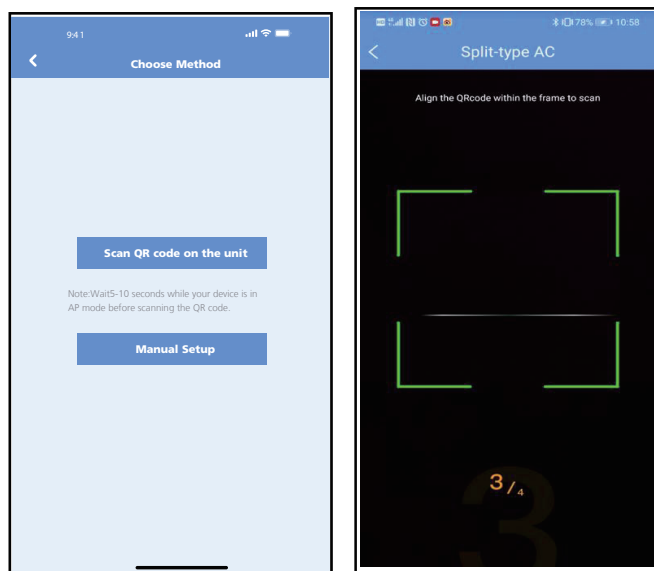 9:41
Choose Method
Scan QR code on the unit
Note:Wait5-10 seconds while your device is in
AP mode before scanning the QR code.
Manual Setup
78% 10:58
Split-type AC
Align the QRcode within the frame to scan
3/4
3